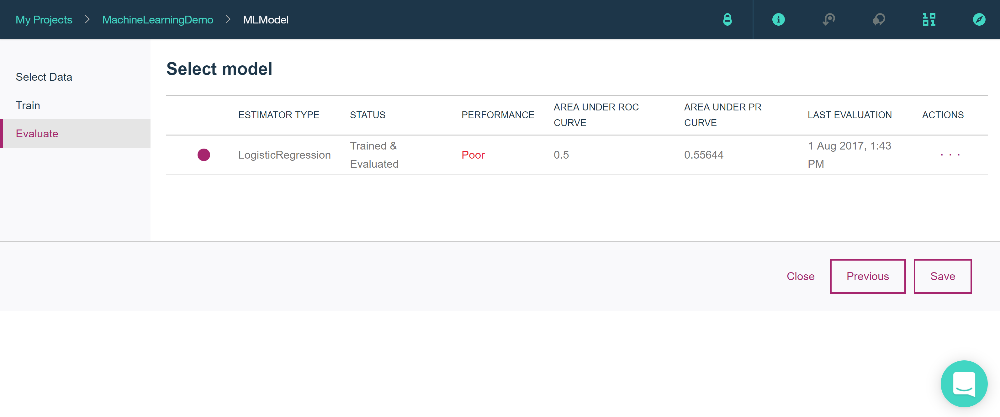 My Projects > MachineLearningDemo > MLModel
Select Data
Train
Evaluate
Select model
ESTIMATOR TYPE STATUS PERFORMANCE AREA UNDER ROC CURVE AREA UNDER PR CURVE LAST EVALUATION ACTIONS
LogisticRegression Trained & Evaluated Poor 0.5 0.55644 1 Aug 2017, 1:43 PM
Close Previous Save